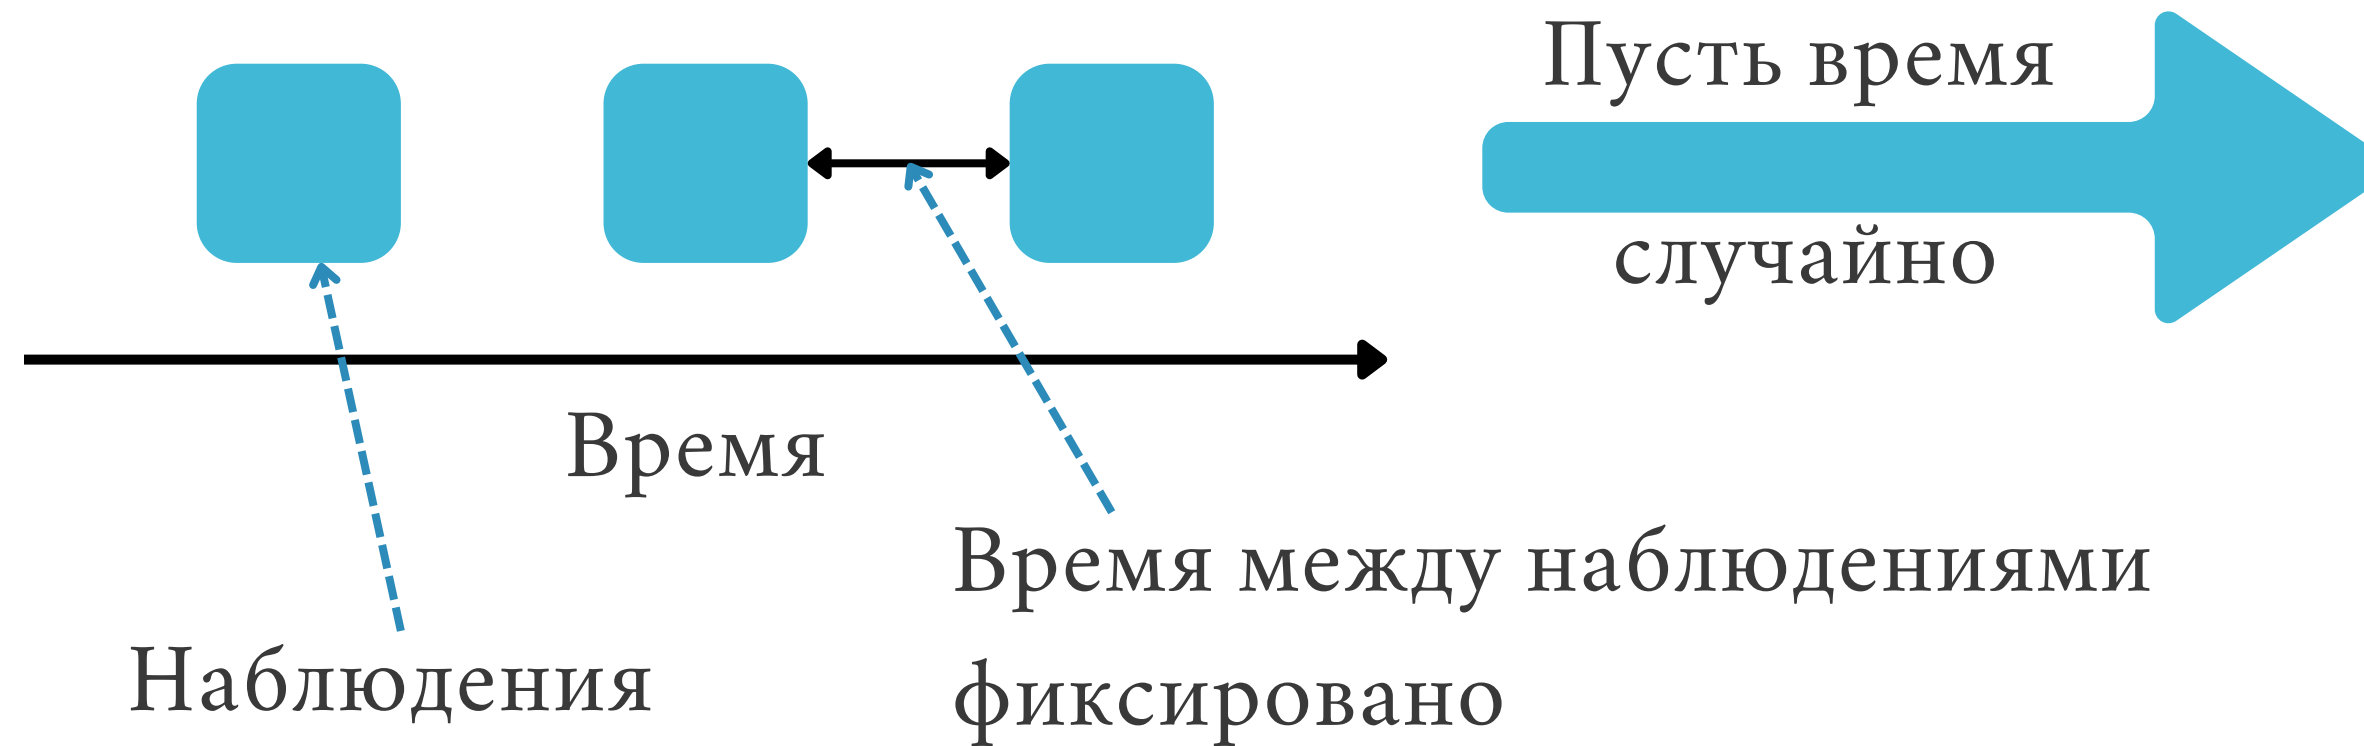 Пусть время
случайно
Время
Время между наблюдениями
фиксировано
Наблюдения